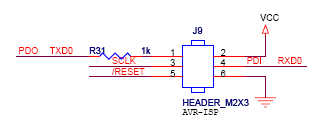 J9
VCC
PDO TXD0 R31 1k 1 2
SCLK 3 4 PDI RXD0
/RESET 5 6
HEADER_M2X3
AVR-ISP